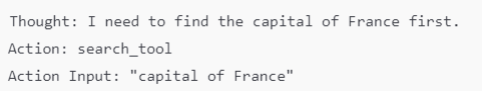 Thought: I need to find the capital of France first.
Action: search_tool
Action Input: "capital of France"